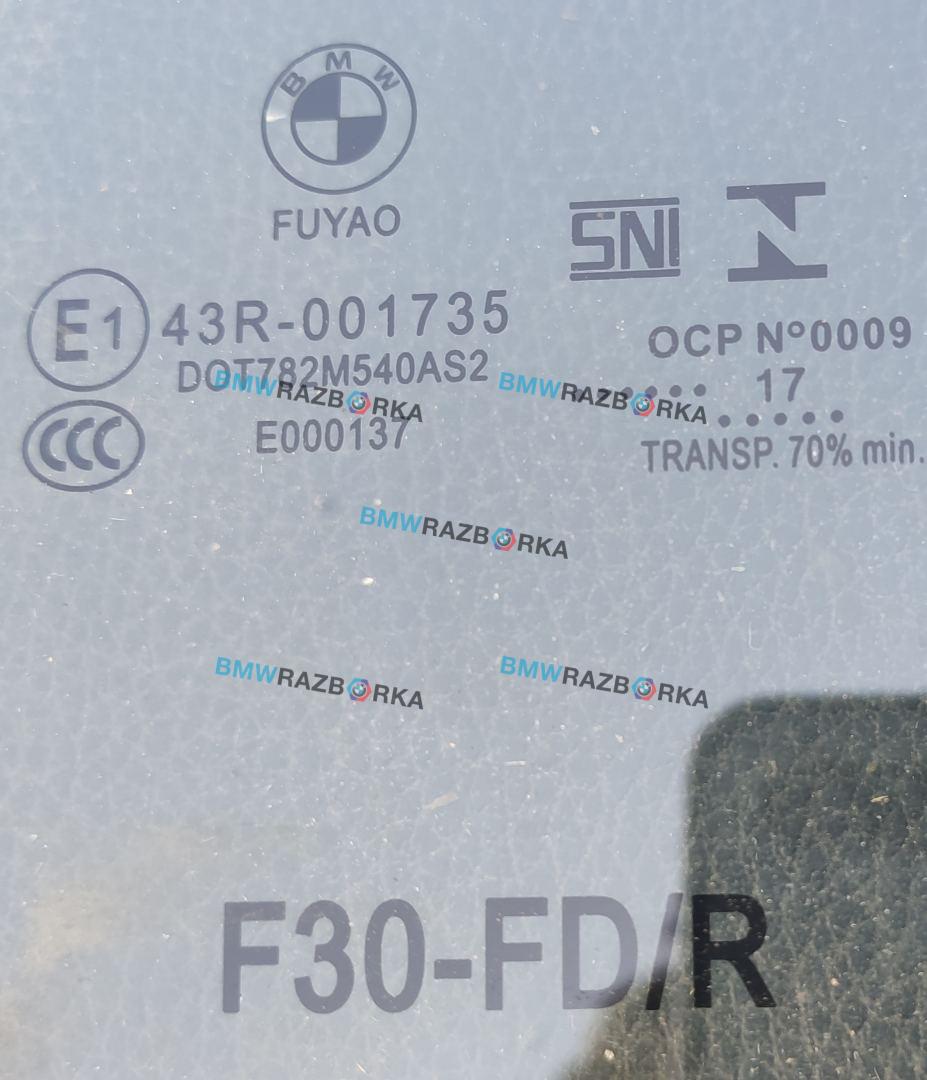 BMW
FUYAO
SNI
E1 43R-001735
OCP Nº0009
DOT782M540AS2
17
CCC
E000137
TRANSP. 70% min.
BMWRAZBORKA
BMWRAZBORKA
BMWRAZBORKA
BMWRAZBORKA
BMWRAZBORKA
F30-FD/R